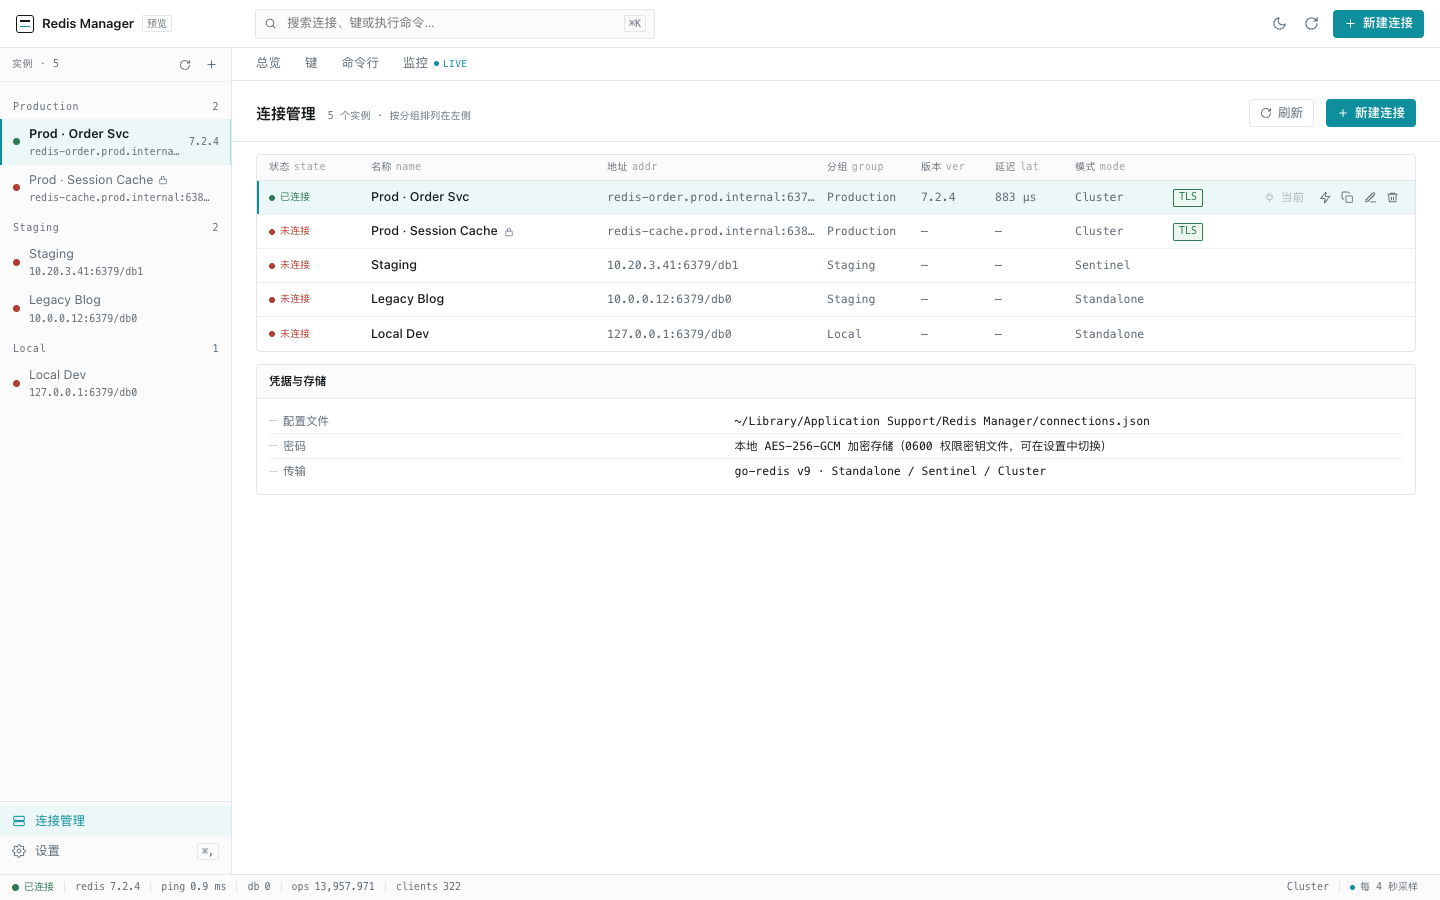 Redis Manager 预览
搜索连接、键或执行命令... ⌘K
新建连接
实例 · 5
总览 键 命令行 监控 LIVE
Production 2
Prod · Order Svc
redis-order.prod.interna… 7.2.4
Prod · Session Cache
redis-cache.prod.internal:638…
Staging 2
Staging
10.20.3.41:6379/db1
Legacy Blog
10.0.0.12:6379/db0
Local 1
Local Dev
127.0.0.1:6379/db0
连接管理
设置 ⌘,
连接管理 5 个实例 · 按分组排列在左侧
刷新 新建连接
状态 state 名称 name 地址 addr 分组 group 版本 ver 延迟 lat 模式 mode
已连接 Prod · Order Svc redis-order.prod.internal:637… Production 7.2.4 883 μs Cluster TLS 当前
未连接 Prod · Session Cache redis-cache.prod.internal:638… Production — — Cluster TLS
未连接 Staging 10.20.3.41:6379/db1 Staging — — Sentinel
未连接 Legacy Blog 10.0.0.12:6379/db0 Staging — — Standalone
未连接 Local Dev 127.0.0.1:6379/db0 Local — — Standalone
凭据与存储
— 配置文件 ~/Library/Application Support/Redis Manager/connections.json
— 密码 本地 AES-256-GCM 加密存储（0600 权限密钥文件，可在设置中切换）
— 传输 go-redis v9 · Standalone / Sentinel / Cluster
已连接 redis 7.2.4 ping 0.9 ms db 0 ops 13,957.971 clients 322 Cluster 每 4 秒采样